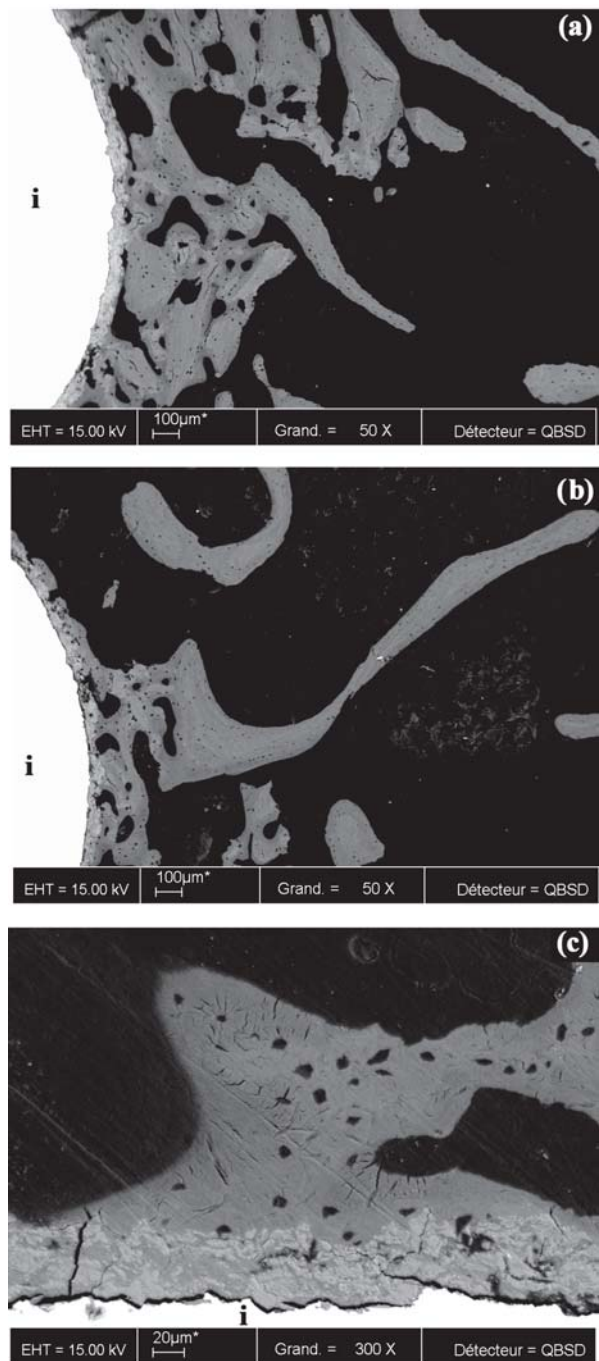 (a)
i
EHT = 15.00 kV 100µm* Grand. = 50 X Détecteur = QBSD
(b)
i
EHT = 15.00 kV 100µm* Grand. = 50 X Détecteur = QBSD
(c)
i
EHT = 15.00 kV 20µm* Grand. = 300 X Détecteur = QBSD